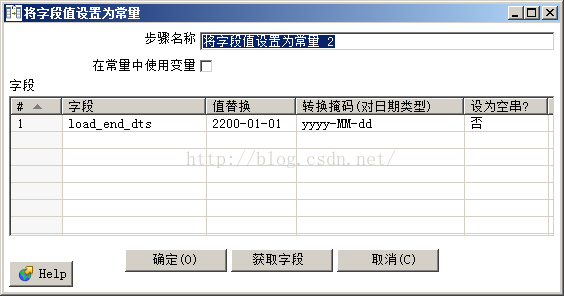 将字段值设置为常量
步骤名称 将字段值设置为常量 2
在常量中使用变量
字段
# 字段 值替换 转换掩码(对日期类型) 设为空串?
1 load_end_dts 2200-01-01 yyyy-MM-dd 否
http://blog.csdn.net/
确定(O) 获取字段 取消(C)
Help